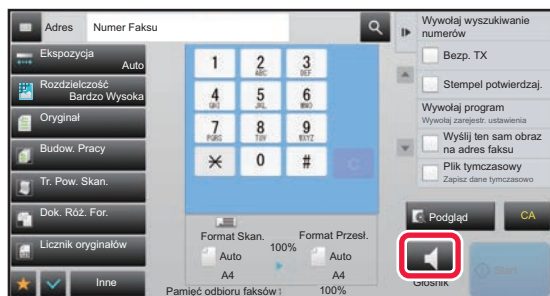 Adres
Numer Faksu
Ekspozycja
Auto
Rozdzielczość
Bardzo Wysoka
Oryginał
Budow. Pracy
Tr. Pow. Skan.
Dok. Róż. For.
Licznik oryginałów
Inne
1
2
ABC
3
DEF
4
GHI
5
JKL
6
MNO
7
PQRS
8
TUV
9
WXYZ
0
#
C
Format Skan.
100%
Format Przesł.
Auto
A4
Auto
A4
Pamięć odbioru faksów:
100%
Wywołaj wyszukiwanie
numerów
Bezp. TX
Stempel potwierdzaj.
Wywołaj program
Wywołaj zarejestr. ustawienia
Wyślij ten sam obraz
na adres faksu
Plik tymczasowy
Zapisz dane tymczasowo
Podgląd
CA
Głośnik
Start